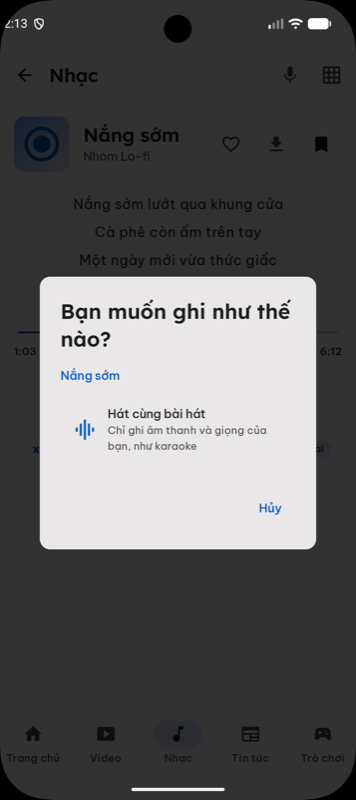 2:13
Nhạc
Nắng sớm
Nhóm Lo-fi
Nắng sớm lướt qua khung cửa
Cà phê còn ấm trên tay
Một ngày mới vừa thức giấc
Bạn muốn ghi như thế
nào?
1:03
6:12
Nắng sớm
Hát cùng bài hát
Chỉ ghi âm thanh và giọng của
bạn, như karaoke
Hủy
Trang chủ
Video
Nhạc
Tin tức
Trò chơi